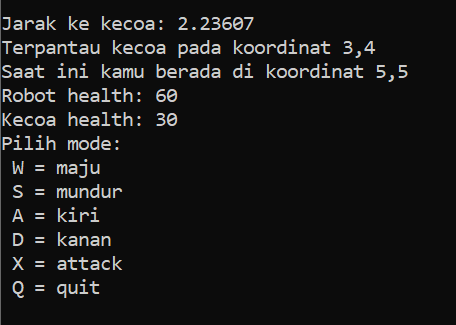 Jarak ke kecoa: 2.23607
Terpantau kecoa pada koordinat 3,4
Saat ini kamu berada di koordinat 5,5
Robot health: 60
Kecoa health: 30
Pilih mode:
 W = maju
 S = mundur
 A = kiri
 D = kanan
 X = attack
 Q = quit